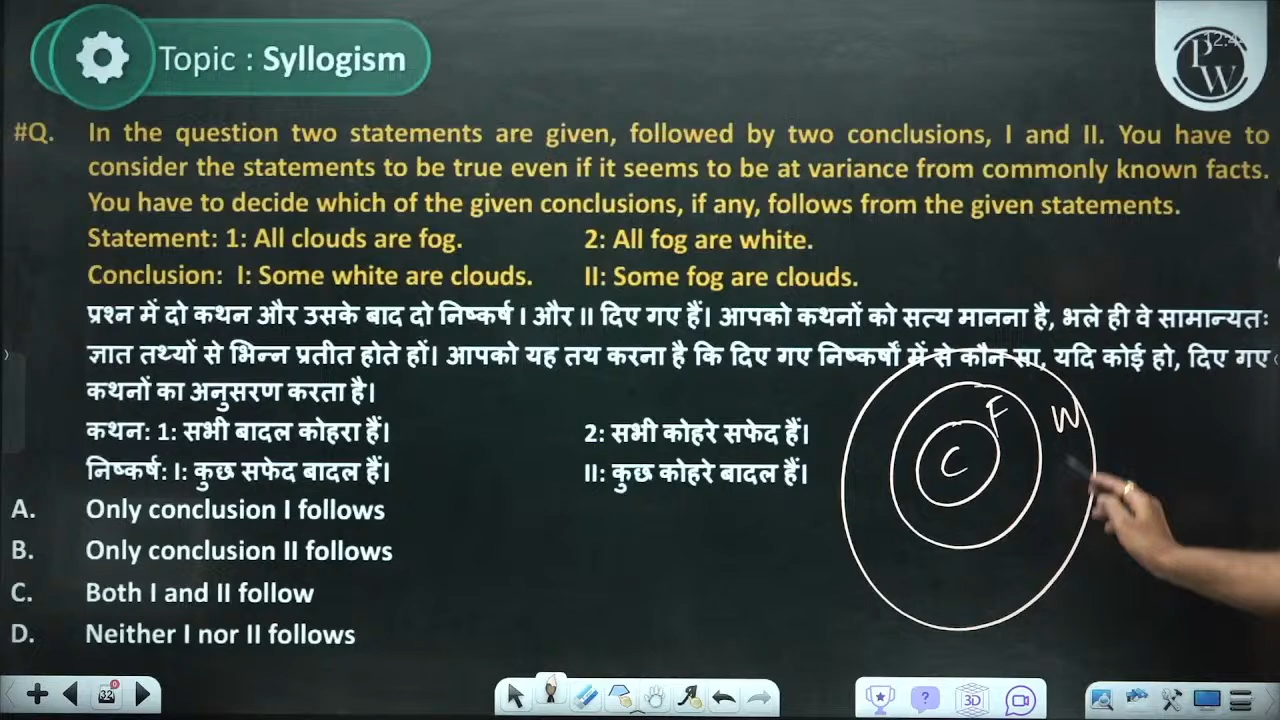 Topic : Syllogism
12:4
PW
#Q. In the question two statements are given, followed by two conclusions, I and II. You have to
consider the statements to be true even if it seems to be at variance from commonly known facts.
You have to decide which of the given conclusions, if any, follows from the given statements.
Statement: 1: All clouds are fog. 2: All fog are white.
Conclusion: I: Some white are clouds. II: Some fog are clouds.
प्रश्न में दो कथन और उसके बाद दो निष्कर्ष I और II दिए गए हैं। आपको कथनों को सत्य मानना है, भले ही वे सामान्यतः
ज्ञात तथ्यों से भिन्न प्रतीत होते हों। आपको यह तय करना है कि दिए गए निष्कर्षों में से कौन सा, यदि कोई हो, दिए गए
कथनों का अनुसरण करता है।
कथन: 1: सभी बादल कोहरा हैं। 2: सभी कोहरे सफेद हैं।
निष्कर्ष: I: कुछ सफेद बादल हैं। II: कुछ कोहरे बादल हैं।
C F W
A. Only conclusion I follows
B. Only conclusion II follows
C. Both I and II follow
D. Neither I nor II follows
32
0
?
3D